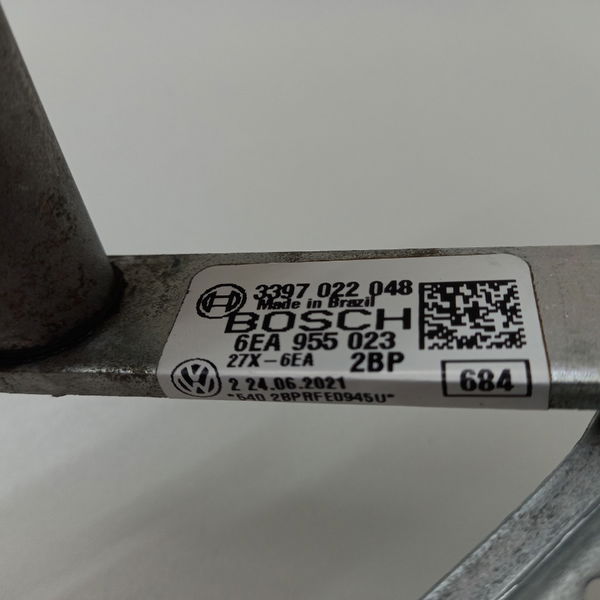 3397 022 048
Made in Brazil
BOSCH
6EA 955 023
27X-6EA 2BP
2 24.06.2021
684
"540 2BPRFE0945U"